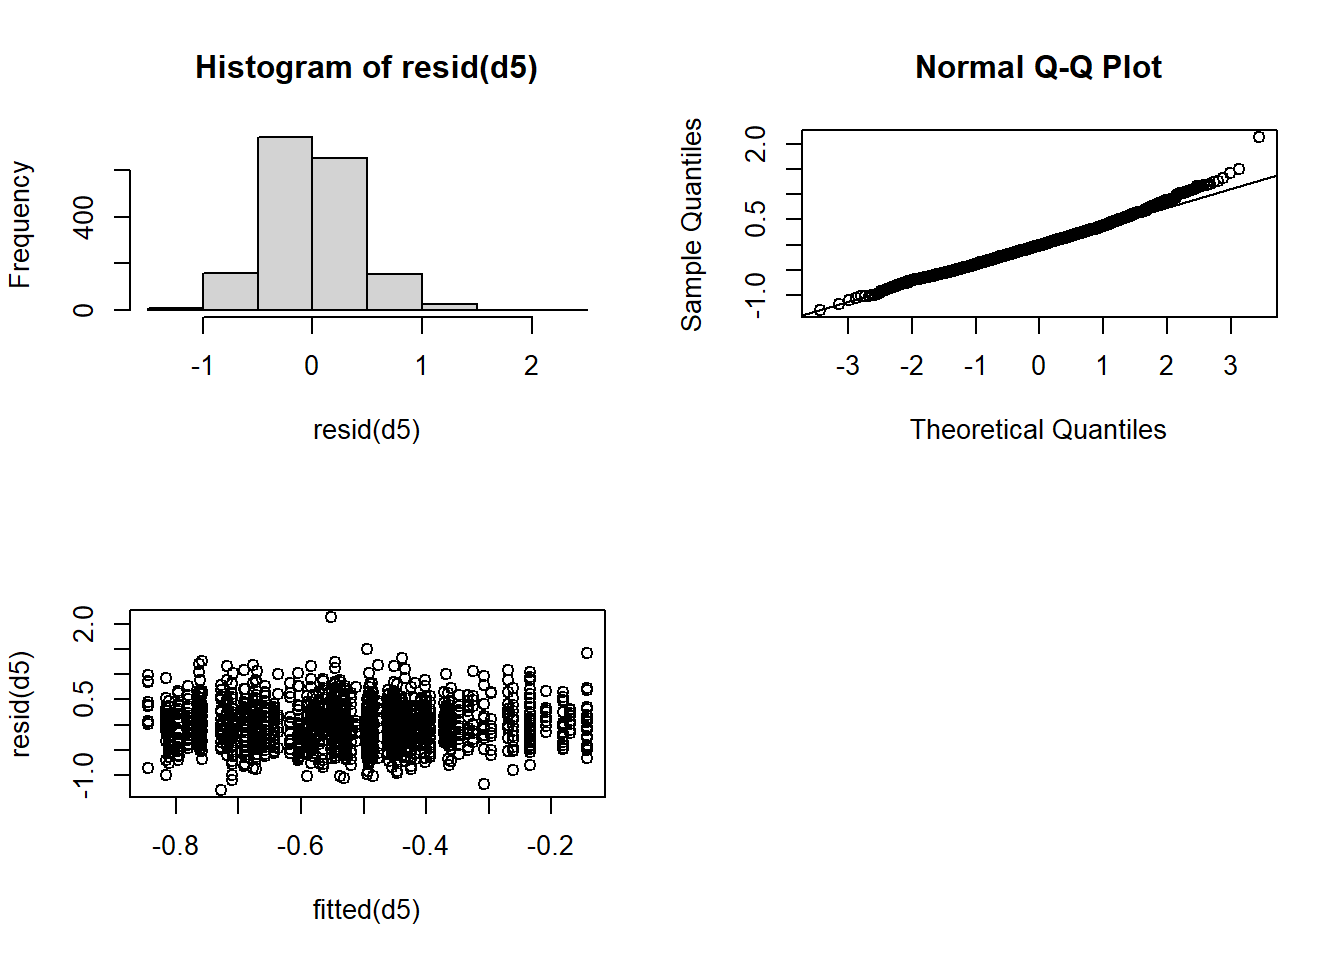 Histogram of resid(d5)
Frequency
0
400
-1
0
1
2
resid(d5)
Normal Q-Q Plot
Sample Quantiles
-1.0
0.5
2.0
-3
-2
-1
0
1
2
3
Theoretical Quantiles
resid(d5)
-1.0
0.5
2.0
-0.8
-0.6
-0.4
-0.2
fitted(d5)